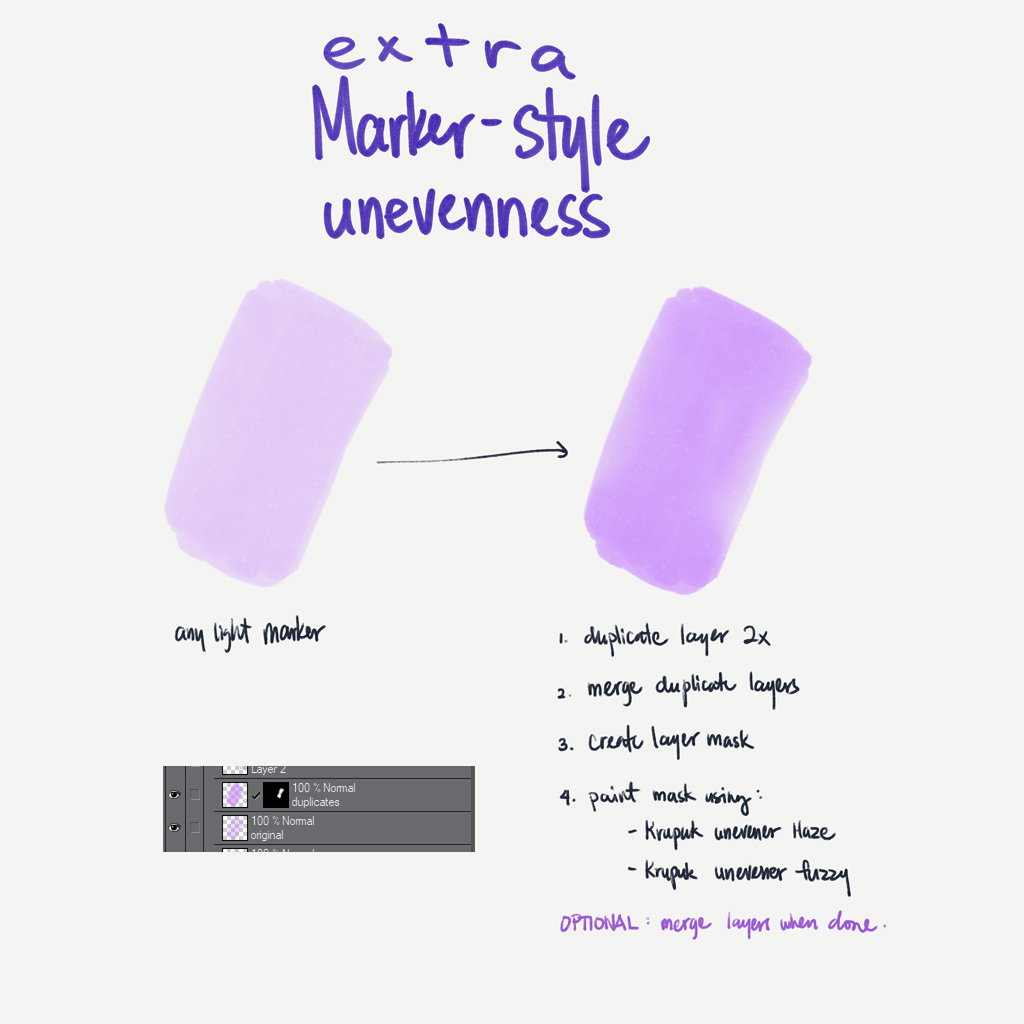 extra
Marker-style
unevenness
any light marker
1. duplicate layer 2x
2. merge duplicate layers
3. create layer mask
4. paint mask using:
- Krupuk unevener Haze
- Krupuk unevener fuzzy
OPTIONAL: merge layers when done.
Layer 2
100 % Normal
duplicates
100 % Normal
original
100 % Normal